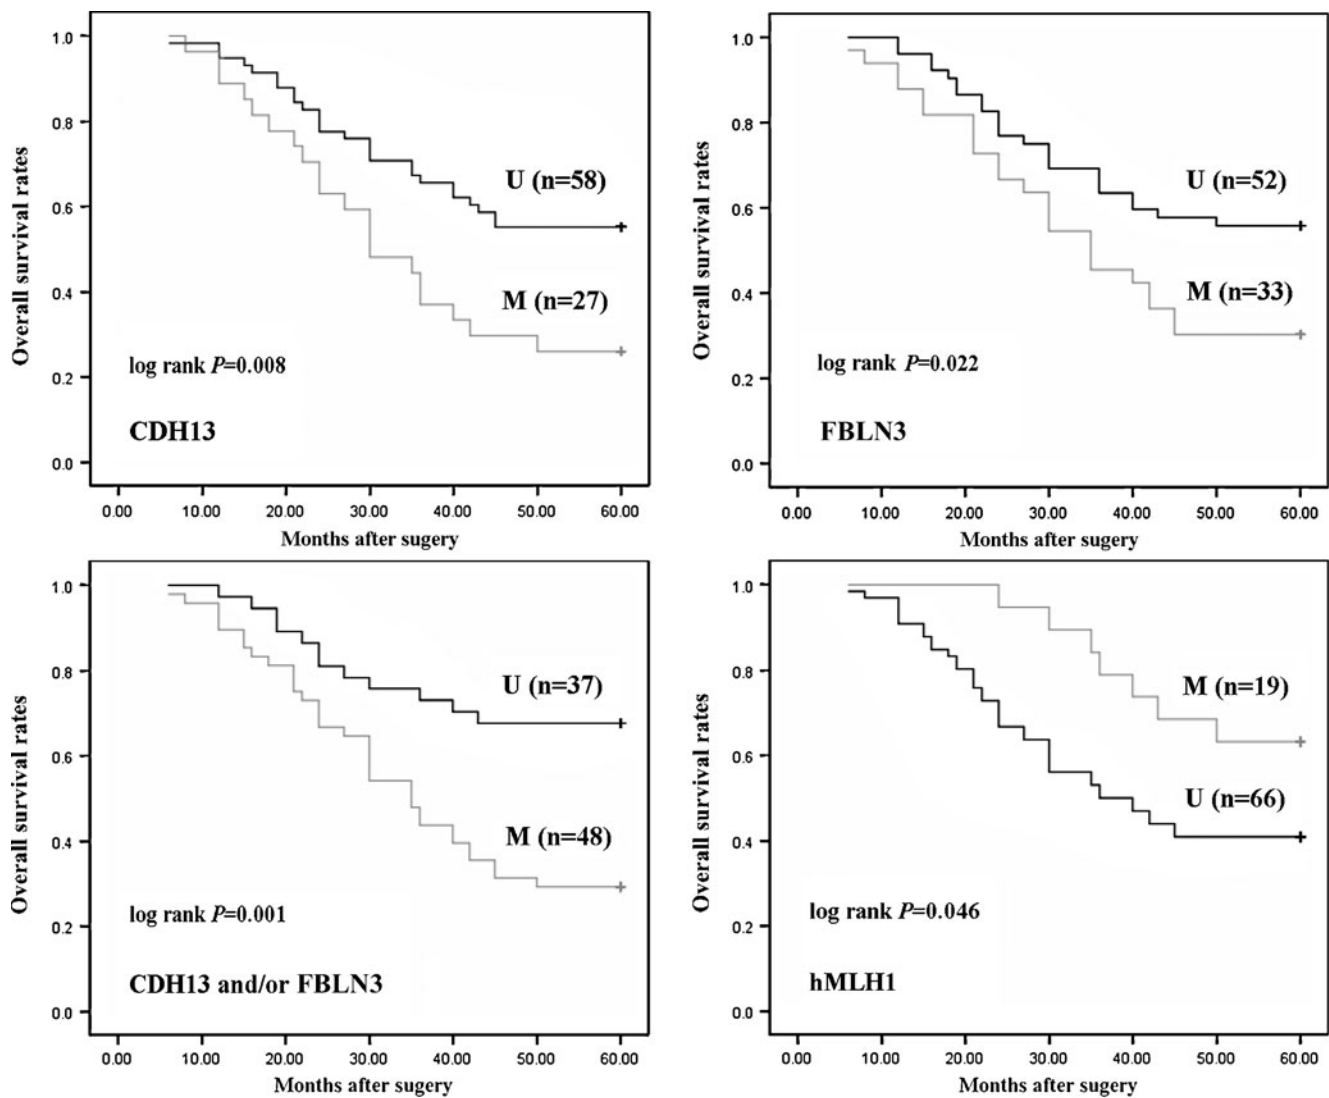 Overall survival rates
1.0
0.8
0.6
0.4
0.2
0.0
U (n=58)
M (n=27)
log rank P=0.008
CDH13
0.00 10.00 20.00 30.00 40.00 50.00 60.00
Months after sugery
Overall survival rates
1.0
0.8
0.6
0.4
0.2
0.0
U (n=52)
M (n=33)
log rank P=0.022
FBLN3
0.00 10.00 20.00 30.00 40.00 50.00 60.00
Months after sugery
Overall survival rates
1.0
0.8
0.6
0.4
0.2
0.0
U (n=37)
M (n=48)
log rank P=0.001
CDH13 and/or FBLN3
0.00 10.00 20.00 30.00 40.00 50.00 60.00
Months after sugery
Overall survival rates
1.0
0.8
0.6
0.4
0.2
0.0
M (n=19)
U (n=66)
log rank P=0.046
hMLH1
0.00 10.00 20.00 30.00 40.00 50.00 60.00
Months after sugery